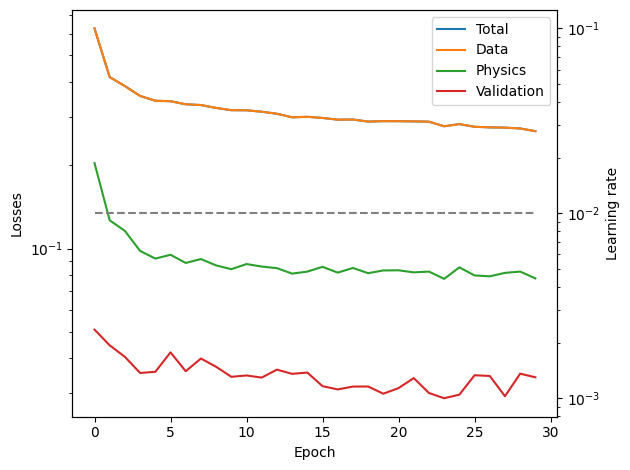 Total
Data
Physics
Validation
Losses
10⁻¹
10⁻¹
10⁻²
10⁻³
Learning rate
0 5 10 15 20 25 30
Epoch